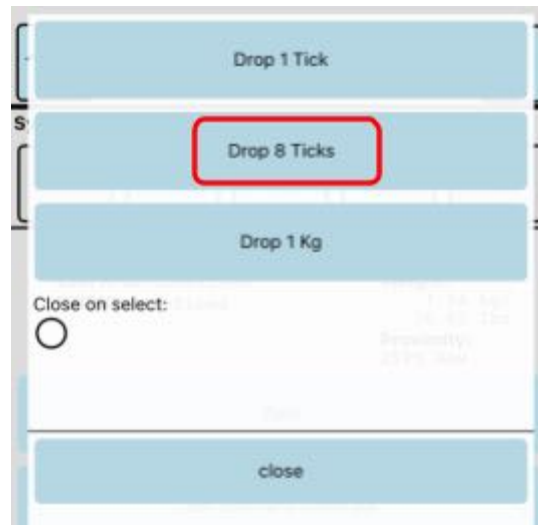 Drop 1 Tick
Drop 8 Ticks
Drop 1 Kg
Close on select:
close